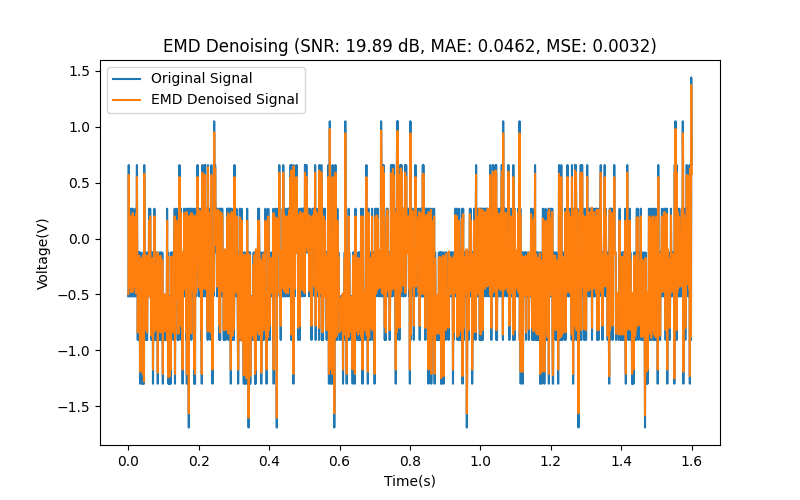 EMD Denoising (SNR: 19.89 dB, MAE: 0.0462, MSE: 0.0032)
Original Signal
EMD Denoised Signal
Voltage(V)
1.5
1.0
0.5
0.0
−0.5
−1.0
−1.5
0.0 0.2 0.4 0.6 0.8 1.0 1.2 1.4 1.6
Time(s)